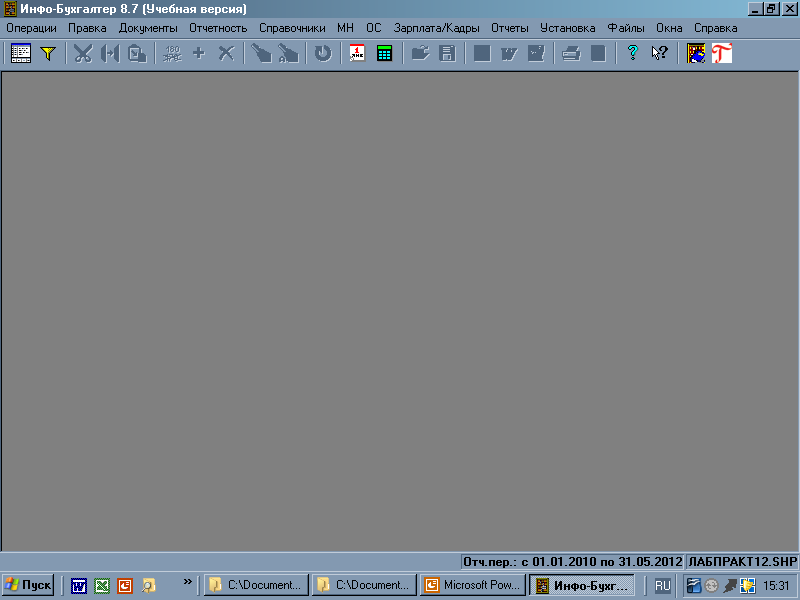 Инфо-Бухгалтер 8.7 (Учебная версия)
Операции Правка Документы Отчетность Справочники МН ОС Зарплата/Кадры Отчеты Установка Файлы Окна Справка
Отч.пер.: с 01.01.2010 по 31.05.2012 ЛАБПРАКТ12.SHP
Пуск » C:\Document... C:\Document... Microsoft Pow... Инфо-Бухг... RU 15:31